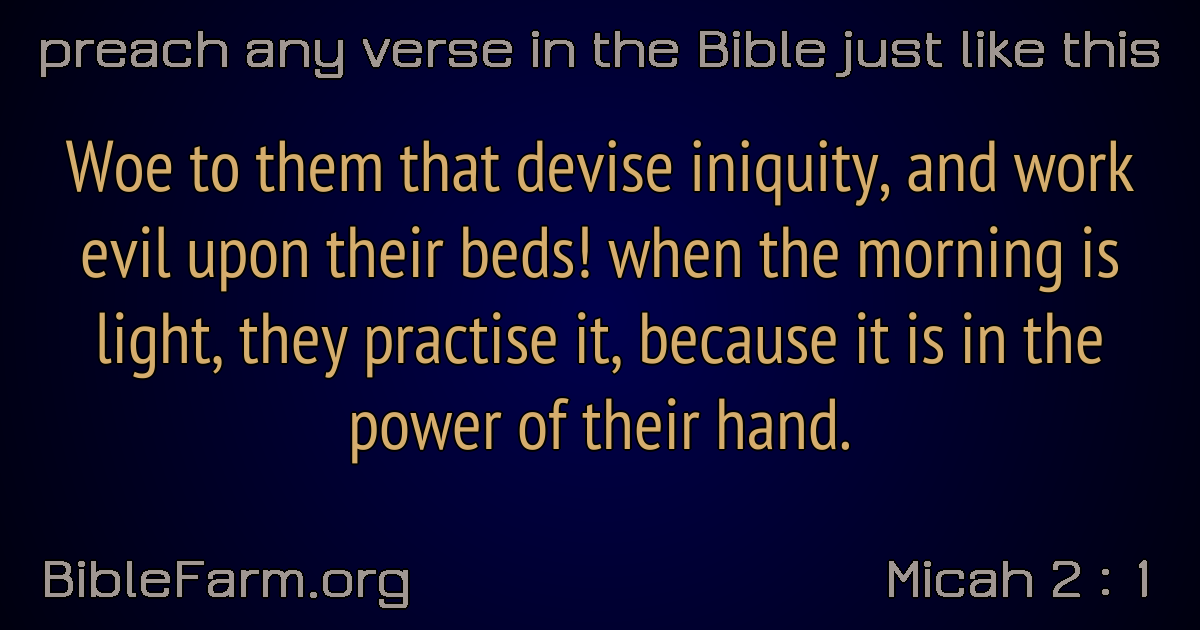 preach any verse in the Bible just like this
Woe to them that devise iniquity, and work
evil upon their beds! when the morning is
light, they practise it, because it is in the
power of their hand.
BibleFarm.org
Micah 2 : 1